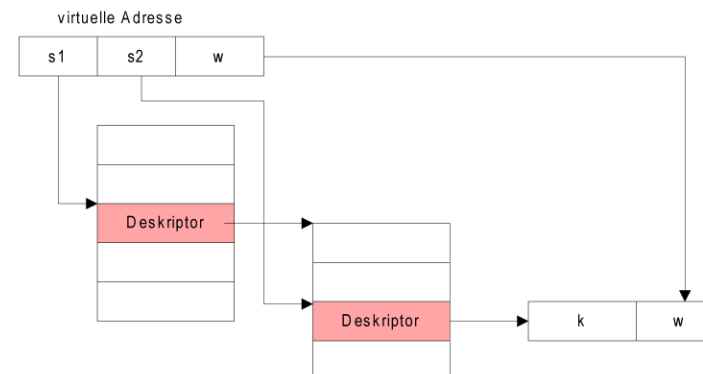 virtuelle Adresse
s1 s2 w
Deskriptor
Deskriptor k w